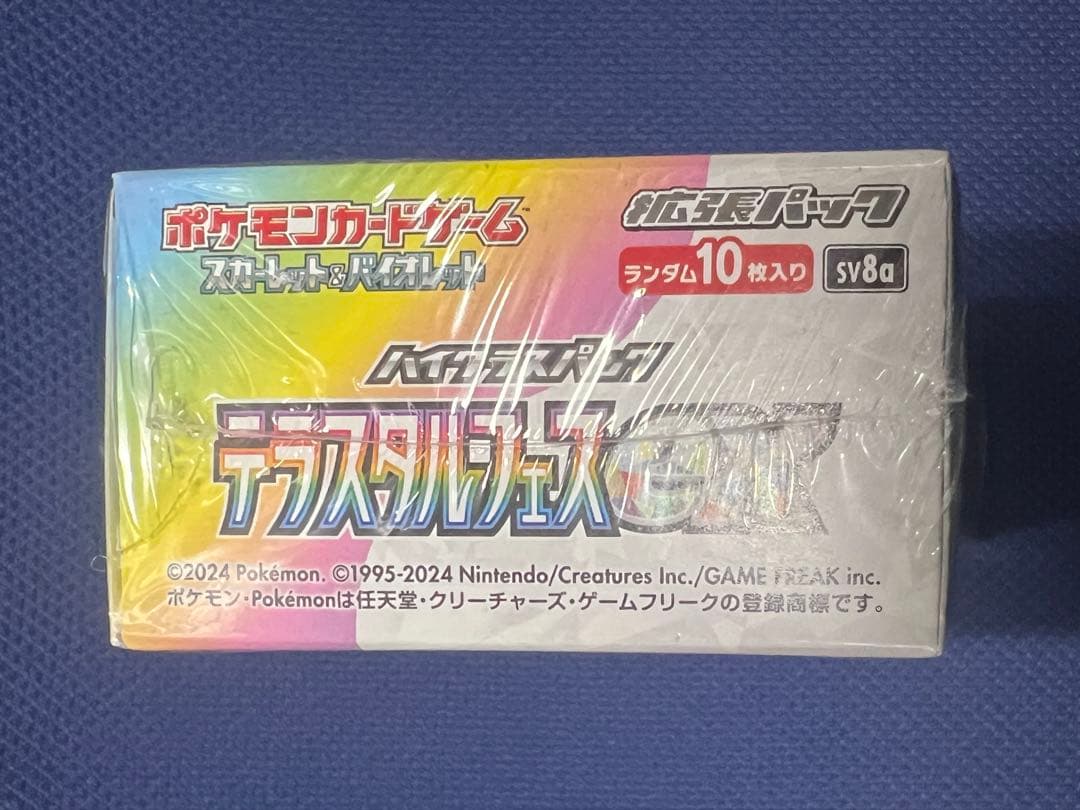 ポケモンカードゲーム™
スカーレット&バイオレット
拡張パック
ランダム10枚入り
SV8a
ハイクラスパック
テラスタルフェスex
©2024 Pokémon. ©1995-2024 Nintendo/Creatures Inc./GAME FREAK inc.
ポケモン・Pokémonは任天堂・クリーチャーズ・ゲームフリークの登録商標です。